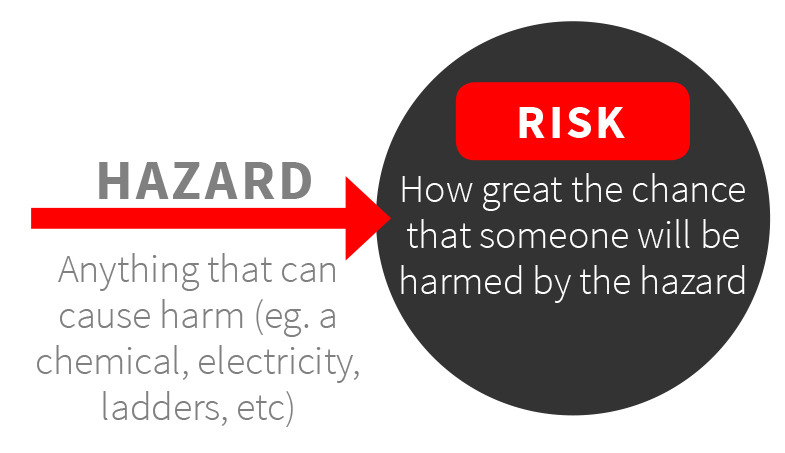 HAZARD
Anything that can
cause harm (eg. a
chemical, electricity,
ladders, etc)
RISK
How great the chance
that someone will be
harmed by the hazard